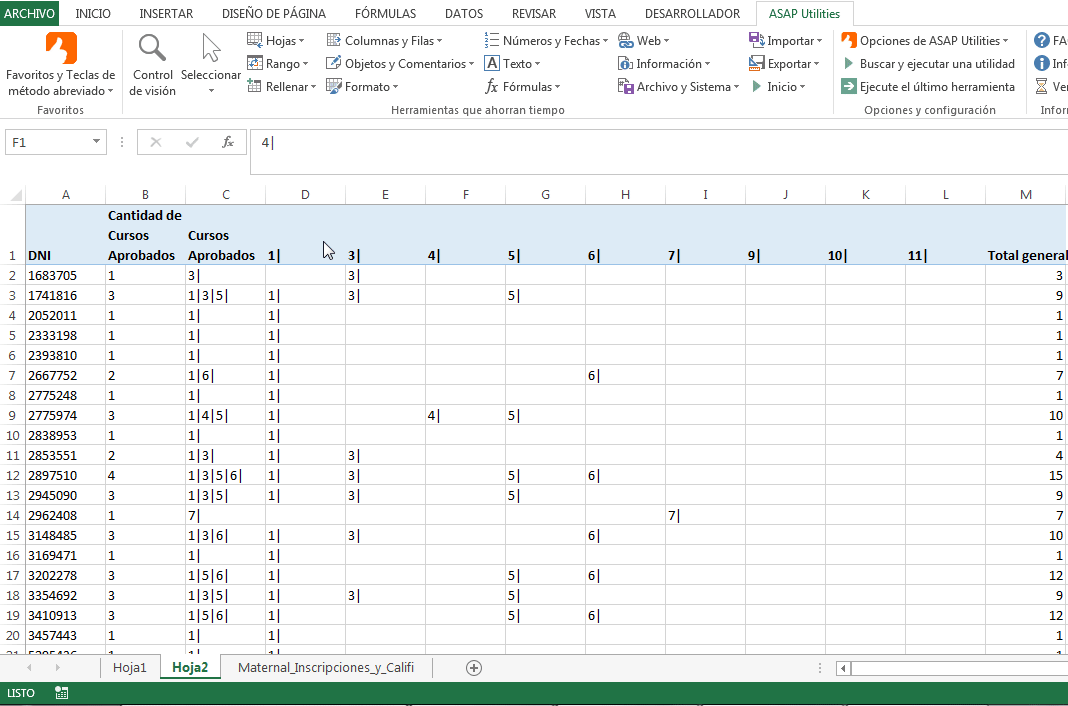 ARCHIVO INICIO INSERTAR DISEÑO DE PÁGINA FÓRMULAS DATOS REVISAR VISTA DESARROLLADOR ASAP Utilities
Favoritos y Teclas de método abreviado
Favoritos
Control de visión
Seleccionar
Hojas Columnas y Filas Números y Fechas Web Importar Opciones de ASAP Utilities
Rango Objetos y Comentarios Texto Información Exportar Buscar y ejecutar una utilidad
Rellenar Formato Fórmulas Archivo y Sistema Inicio Ejecute el último herramienta
Herramientas que ahorran tiempo Opciones y configuración
F1 fx 4|
A B C D E F G H I J K L M
1 DNI Cantidad de Cursos Aprobados Cursos Aprobados 1| 3| 4| 5| 6| 7| 9| 10| 11| Total general
2 1683705 1 3| 3| 3
3 1741816 3 1|3|5| 1| 3| 5| 9
4 2052011 1 1| 1| 1
5 2333198 1 1| 1| 1
6 2393810 1 1| 1| 1
7 2667752 2 1|6| 1| 6| 7
8 2775248 1 1| 1| 1
9 2775974 3 1|4|5| 1| 4| 5| 10
10 2838953 1 1| 1| 1
11 2853551 2 1|3| 1| 3| 4
12 2897510 4 1|3|5|6| 1| 3| 5| 6| 15
13 2945090 3 1|3|5| 1| 3| 5| 9
14 2962408 1 7| 7| 7
15 3148485 3 1|3|6| 1| 3| 6| 10
16 3169471 1 1| 1| 1
17 3202278 3 1|5|6| 1| 5| 6| 12
18 3354692 3 1|3|5| 1| 3| 5| 9
19 3410913 3 1|5|6| 1| 5| 6| 12
20 3457443 1 1| 1| 1
Hoja1 Hoja2 Maternal_Inscripciones_y_Califi
LISTO